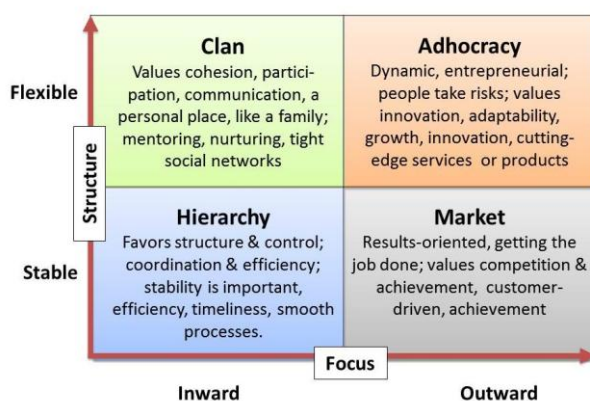 Clan
Values cohesion, partici-
pation, communication, a
personal place, like a family;
mentoring, nurturing, tight
social networks
Adhocracy
Dynamic, entrepreneurial;
people take risks; values
innovation, adaptability,
growth, innovation, cutting-
edge services or products
Flexible
Structure
Stable
Hierarchy
Favors structure & control;
coordination & efficiency;
stability is important,
efficiency, timeliness, smooth
processes.
Market
Results-oriented, getting the
job done; values competition &
achievement, customer-
driven, achievement
Focus
Inward
Outward